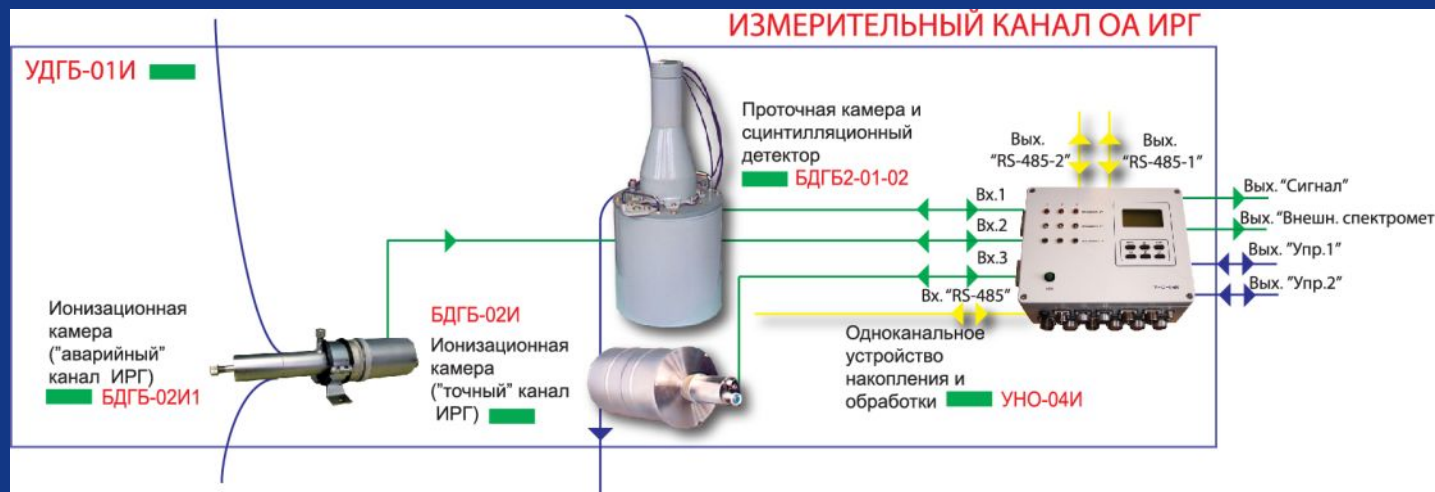 ИЗМЕРИТЕЛЬНЫЙ КАНАЛ ОА ИРГ
УДГБ-01И
Проточная камера и
сцинтилляционный
детектор
БДГБ2-01-02
Вых.
"RS-485-2"
Вых.
"RS-485-1"
Вх.1
Вх.2
Вх.3
Вх. "RS-485"
Вых. "Сигнал"
Вых. "Внешн. спектромет
Вых. "Упр.1"
Вых. "Упр.2"
Ионизационная
камера
("аварийный"
канал ИРГ)
БДГБ-02И1
БДГБ-02И
Ионизационная
камера
("точный" канал
ИРГ)
Одноканальное
устройство
накопления и
обработки
УНО-04И